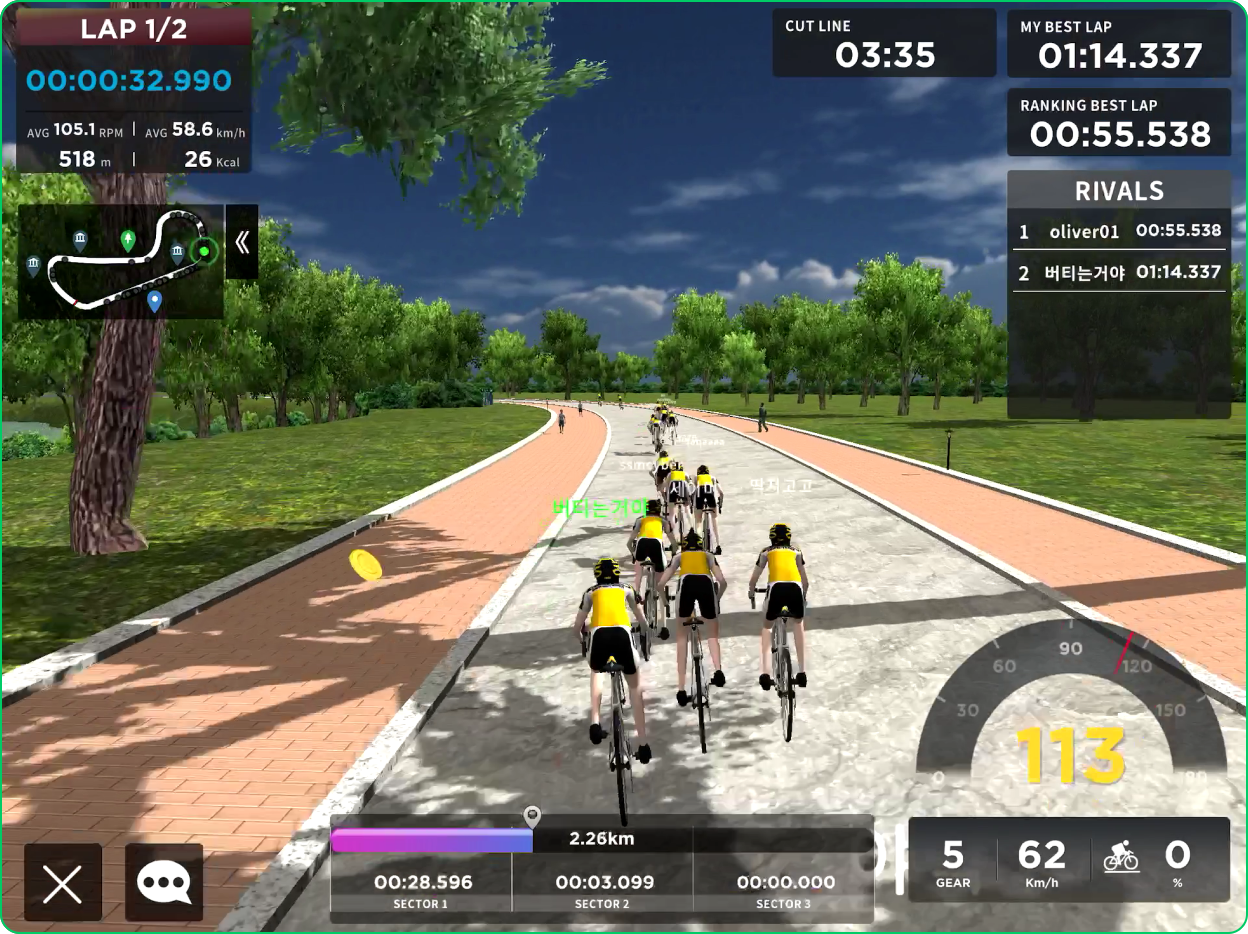 LAP 1/2
00:00:32.990
AVG 105.1 RPM | AVG 58.6 km/h
518 m | 26 Kcal
CUT LINE
03:35
MY BEST LAP
01:14.337
RANKING BEST LAP
00:55.538
RIVALS
1 oliver01 00:55.538
2 버티는거야 01:14.337
딱지고고
버티는거야
0 30 60 90 120 150
113
2.26km
00:28.596 00:03.099 00:00.000
SECTOR 1 SECTOR 2 SECTOR 3
5 62 0
GEAR Km/h %